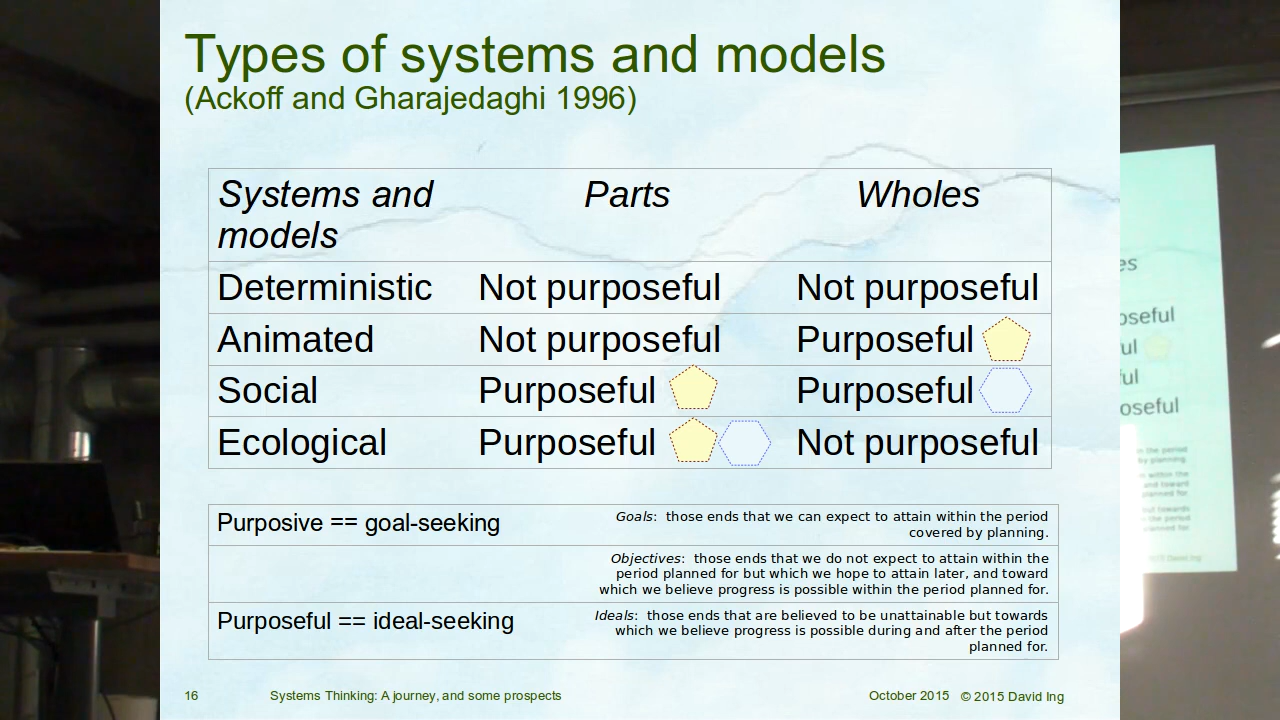 Types of systems and models
(Ackoff and Gharajedaghi 1996)
Systems and models Parts Wholes
Deterministic Not purposeful Not purposeful
Animated Not purposeful Purposeful
Social Purposeful Purposeful
Ecological Purposeful Not purposeful
Purposive == goal-seeking
Goals: those ends that we can expect to attain within the period
covered by planning.
Objectives: those ends that we do not expect to attain within the
period planned for but which we hope to attain later, and toward
which we believe progress is possible within the period planned for.
Purposeful == ideal-seeking
Ideals: those ends that are believed to be unattainable but towards
which we believe progress is possible during and after the period
planned for.
16 Systems Thinking: A journey, and some prospects October 2015 © 2015 David Ing